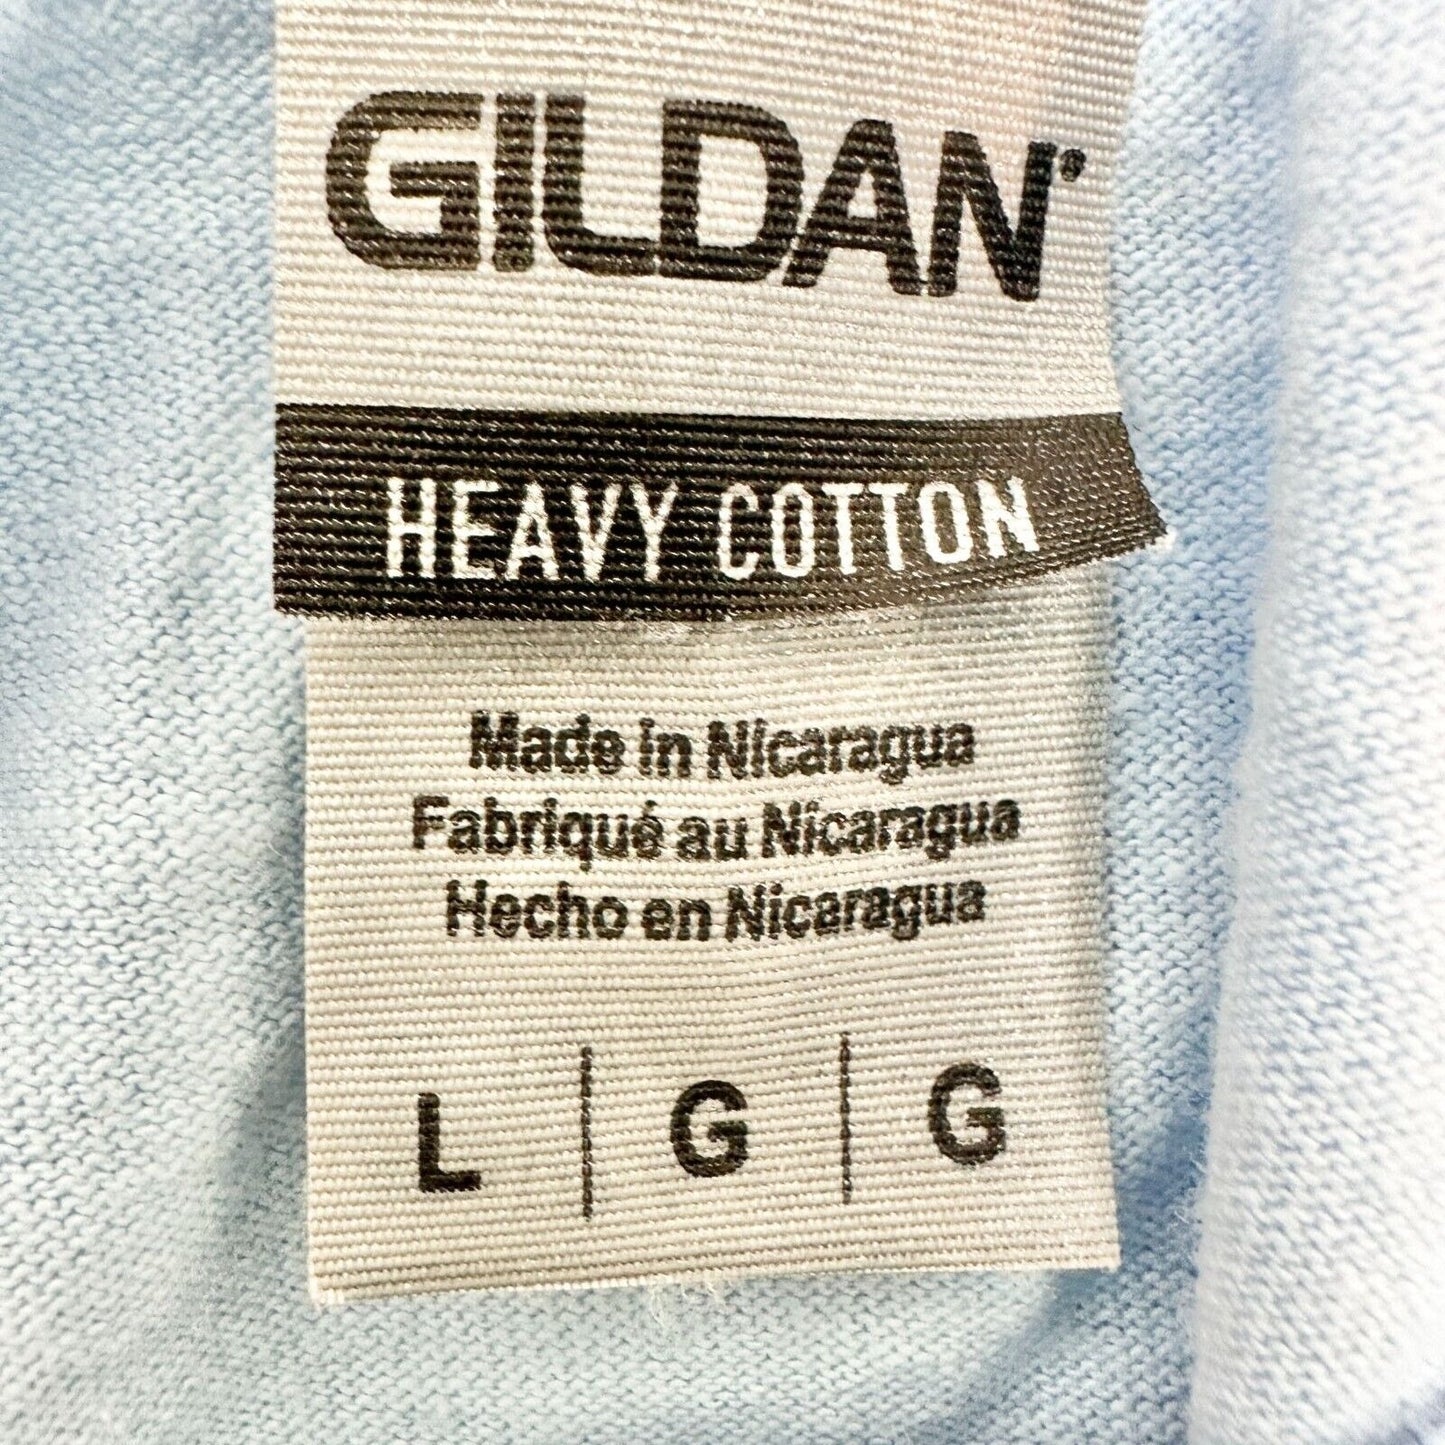 GILDAN®
HEAVY COTTON
Made in Nicaragua
Fabriqué au Nicaragua
Hecho en Nicaragua
L | G | G